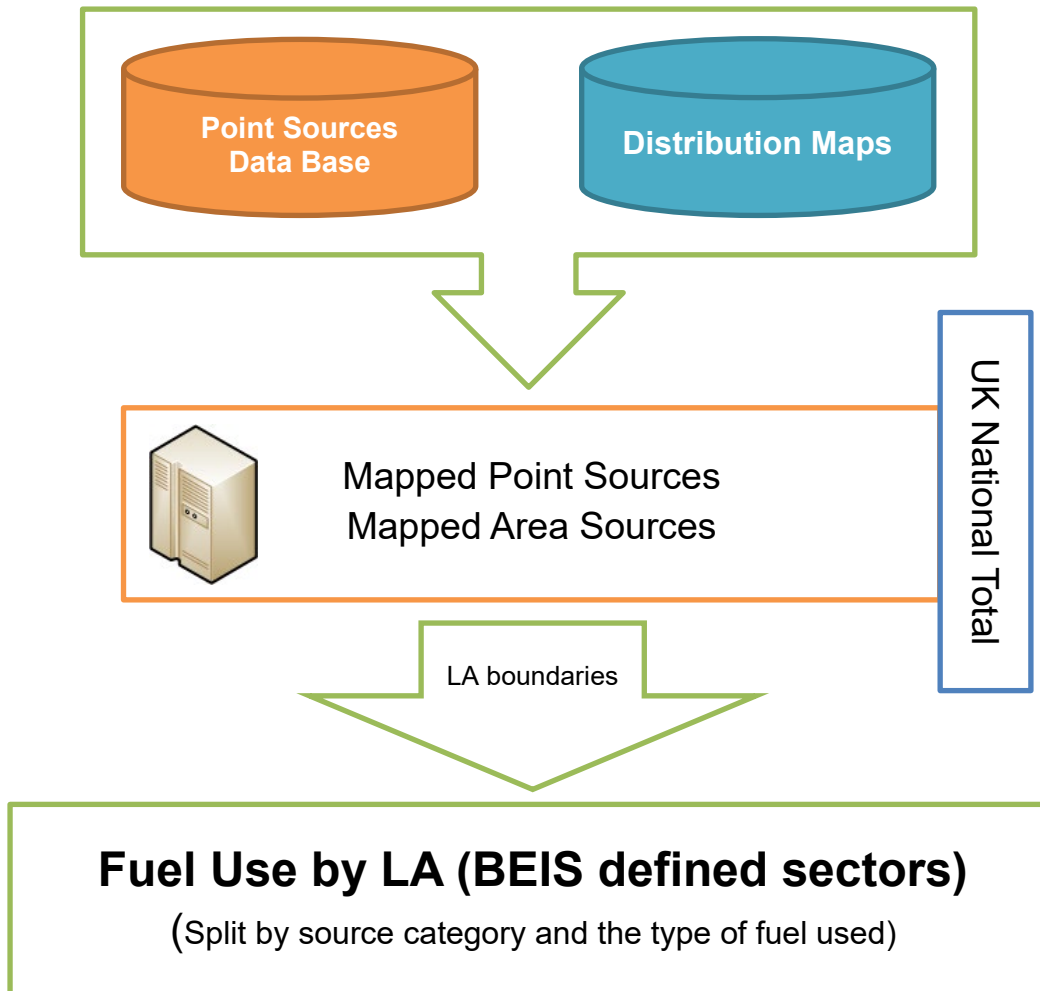 Point Sources
Data Base
Distribution Maps
Mapped Point Sources
Mapped Area Sources
UK National Total
LA boundaries
Fuel Use by LA (BEIS defined sectors)
(Split by source category and the type of fuel used)